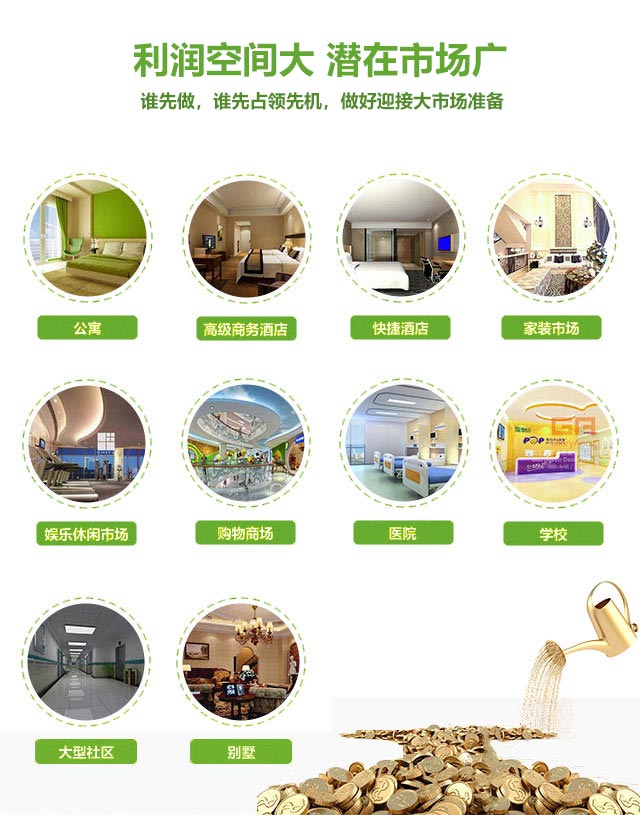 利润空间大 潜在市场广
谁先做，谁先占领先机，做好迎接大市场准备
公寓
高级商务酒店
快捷酒店
家装市场
POP
娱乐休闲市场
购物商场
医院
学校
大型社区
别墅